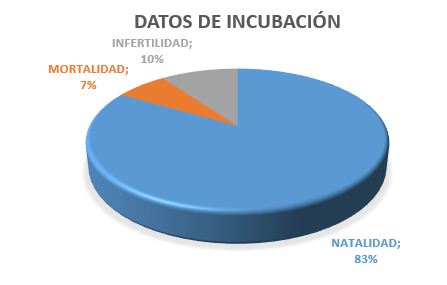 DATOS DE INCUBACIÓN
INFERTILIDAD;
10%
MORTALIDAD;
7%
NATALIDAD;
83%